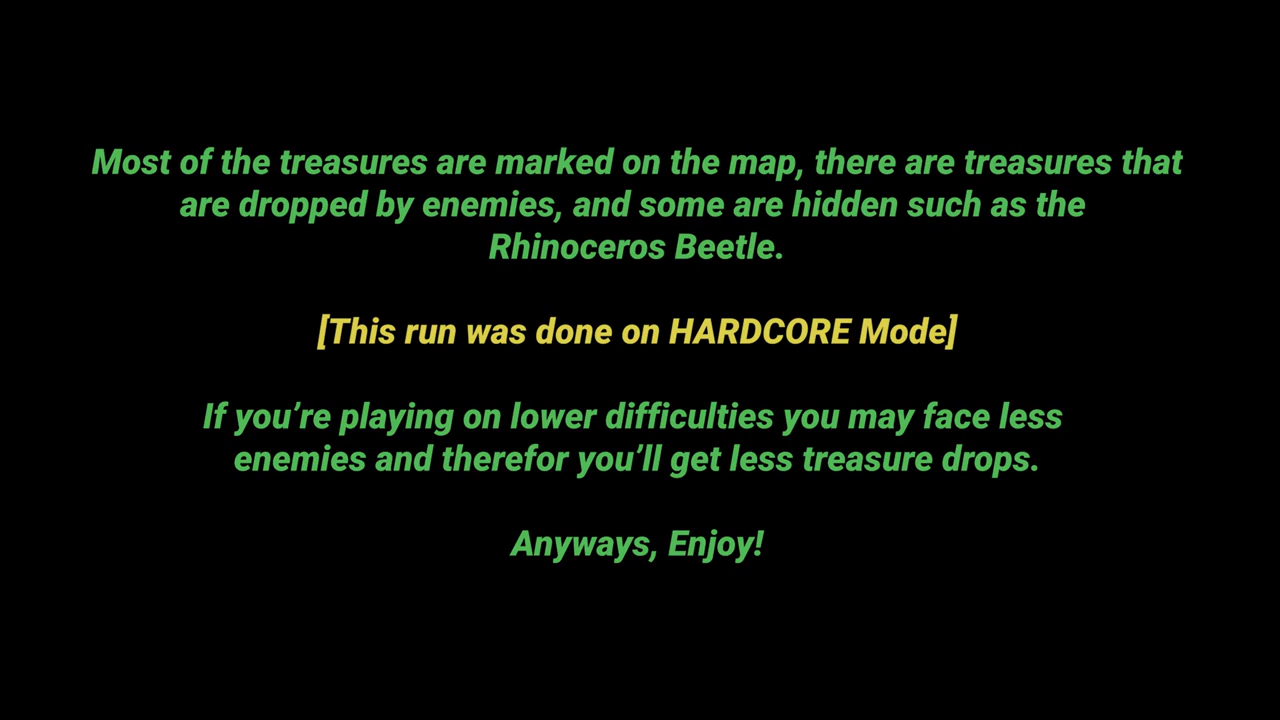 Most of the treasures are marked on the map, there are treasures that
are dropped by enemies, and some are hidden such as the
Rhinoceros Beetle.
[This run was done on HARDCORE Mode]
If you’re playing on lower difficulties you may face less
enemies and therefor you’ll get less treasure drops.
Anyways, Enjoy!